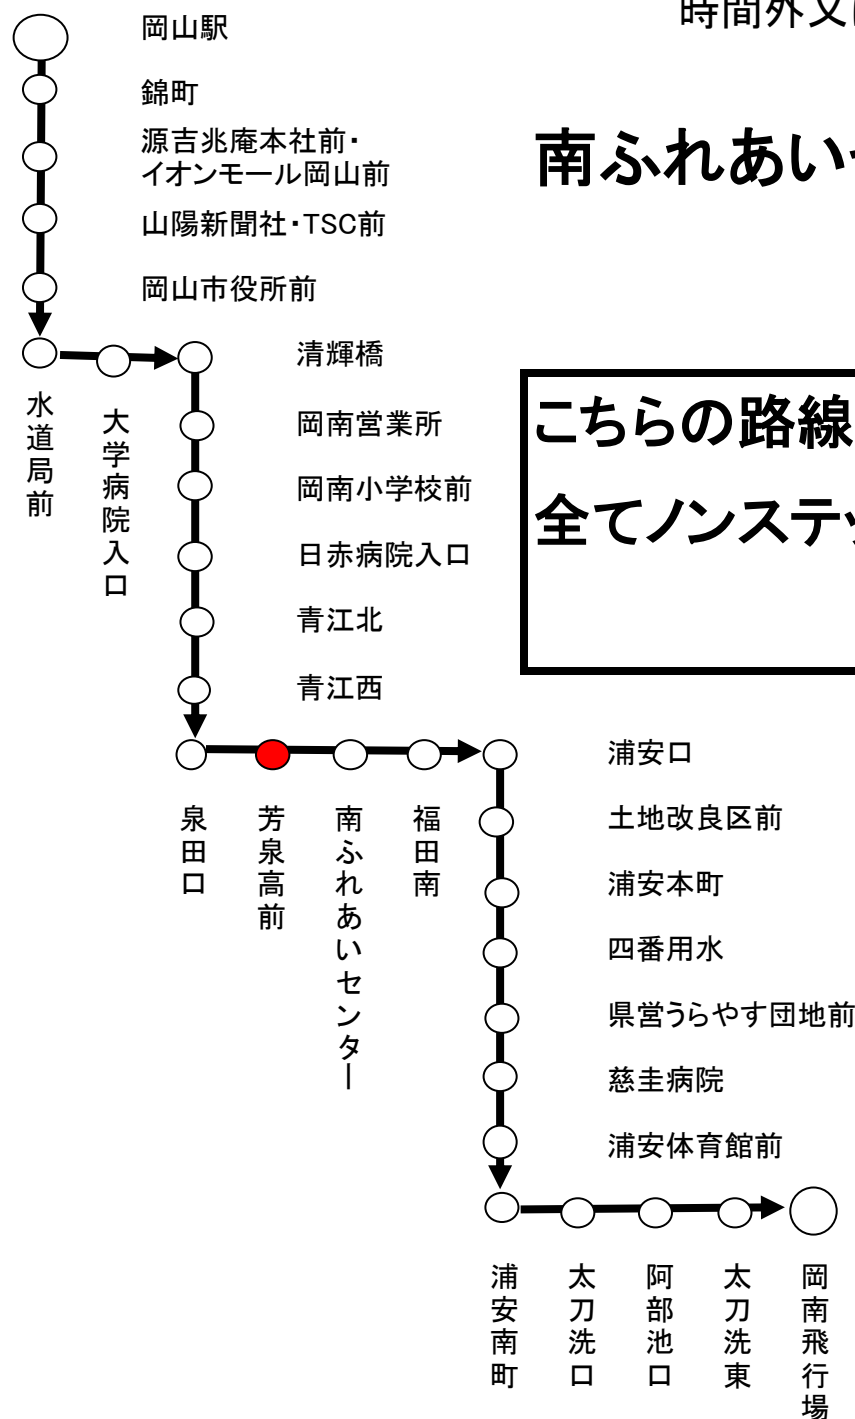 岡山駅
錦町
源吉兆庵本社前・
イオンモール岡山前
山陽新聞社・TSC前
岡山市役所前
水道局前
大学病院入口
清輝橋
岡南営業所
岡南小学校前
日赤病院入口
青江北
青江西
泉田口
芳泉高前
南ふれあいセンター
福田南
浦安口
土地改良区前
浦安本町
四番用水
県営うらやす団地前
慈圭病院
浦安体育館前
浦安南町
太刀洗口
阿部池口
太刀洗東
岡南飛行場
時間外又
南ふれあい
こちらの路線
全てノンステ